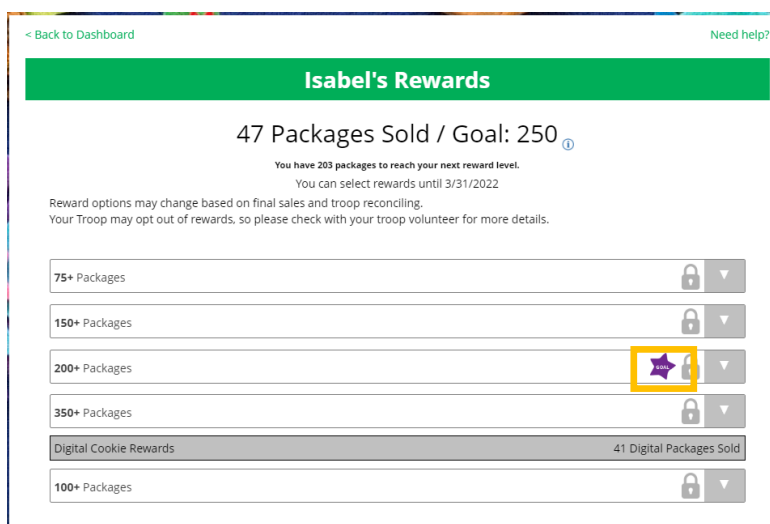 < Back to Dashboard
Need help?
Isabel's Rewards
47 Packages Sold / Goal: 250
You have 203 packages to reach your next reward level.
You can select rewards until 3/31/2022
Reward options may change based on final sales and troop reconciling.
Your Troop may opt out of rewards, so please check with your troop volunteer for more details.
75+ Packages
150+ Packages
200+ Packages GOAL
350+ Packages
Digital Cookie Rewards 41 Digital Packages Sold
100+ Packages